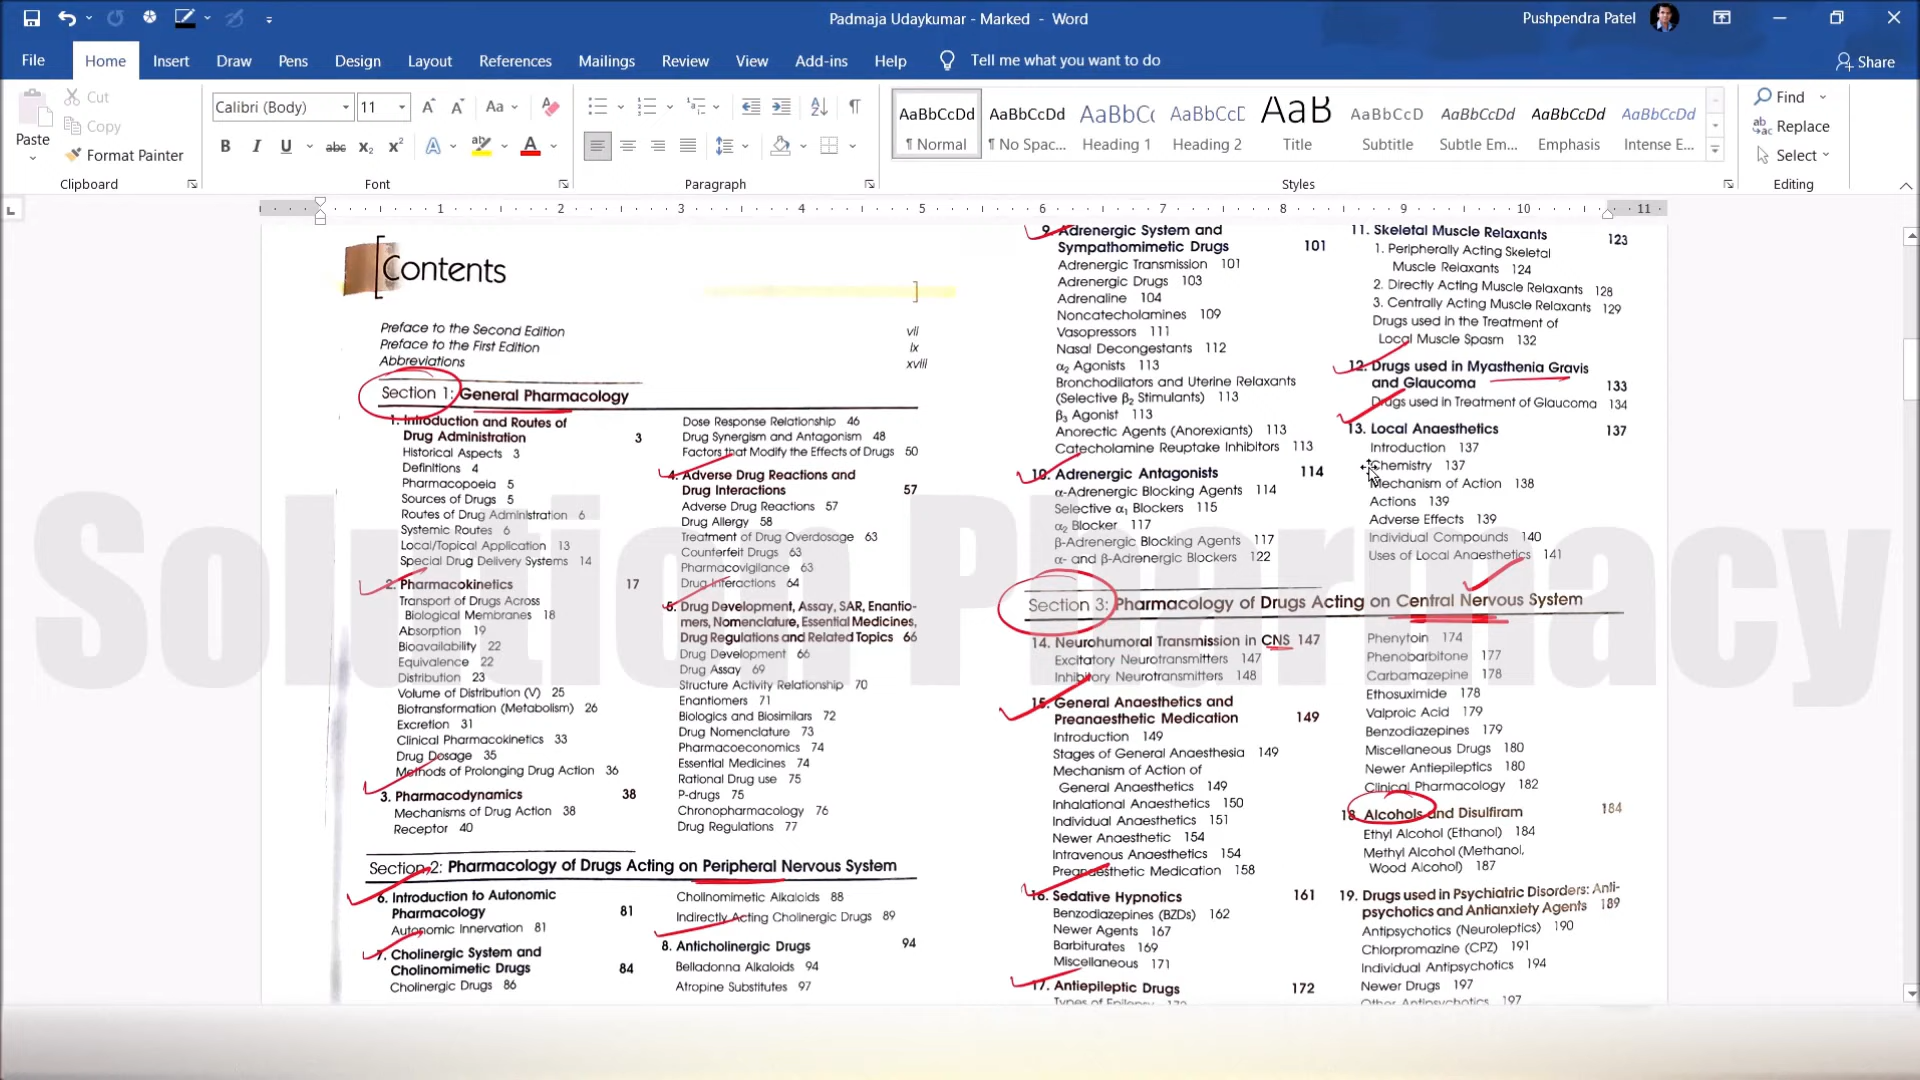 Padmaja Udaykumar - Marked - Word
Pushpendra Patel
File
Home
Insert
Draw
Pens
Design
Layout
References
Mailings
Review
View
Add-ins
Help
Tell me what you want to do
Share
Paste
Cut
Copy
Format Painter
Clipboard
Calibri (Body)
11
Aa
B I U abc X₂ X² A A
Font
Paragraph
AaBbCcDd
¶ Normal
AaBbCcDd
¶ No Spac...
AaBbCc
Heading 1
AaBbCcD
Heading 2
AaB
Title
AaBbCcD
Subtitle
AaBbCcDd
Subtle Em...
AaBbCcDd
Emphasis
AaBbCcDd
Intense E...
Styles
Find
Replace
Select
Editing
1 2 3 4 5 6 7 8 9 10 11
Contents
Preface to the Second Edition vii
Preface to the First Edition ix
Abbreviations xviii
Section 1: General Pharmacology
1. Introduction and Routes of
Drug Administration 3
Historical Aspects 3
Definitions 4
Pharmacopoeia 5
Sources of Drugs 5
Routes of Drug Administration 6
Systemic Routes 6
Local/Topical Application 13
Special Drug Delivery Systems 14
2. Pharmacokinetics 17
Transport of Drugs Across
Biological Membranes 18
Absorption 19
Bioavailability 22
Equivalence 22
Distribution 23
Volume of Distribution (V) 25
Biotransformation (Metabolism) 26
Excretion 31
Clinical Pharmacokinetics 33
Drug Dosage 35
Methods of Prolonging Drug Action 36
3. Pharmacodynamics 38
Mechanisms of Drug Action 38
Receptor 40
Dose Response Relationship 46
Drug Synergism and Antagonism 48
Factors that Modify the Effects of Drugs 50
4. Adverse Drug Reactions and
Drug Interactions 57
Adverse Drug Reactions 57
Drug Allergy 58
Treatment of Drug Overdosage 63
Counterfeit Drugs 63
Pharmacovigilance 63
Drug Interactions 64
5. Drug Development, Assay, SAR, Enantio-
mers, Nomenclature, Essential Medicines,
Drug Regulations and Related Topics 66
Drug Development 66
Drug Assay 69
Structure Activity Relationship 70
Enantiomers 71
Biologics and Biosimilars 72
Drug Nomenclature 73
Pharmacoeconomics 74
Essential Medicines 74
Rational Drug use 75
P-drugs 75
Chronopharmacology 76
Drug Regulations 77
Section 2: Pharmacology of Drugs Acting on Peripheral Nervous System
6. Introduction to Autonomic
Pharmacology 81
Autonomic Innervation 81
7. Cholinergic System and
Cholinomimetic Drugs 84
Cholinergic Drugs 86
Cholinomimetic Alkaloids 88
Indirectly Acting Cholinergic Drugs 89
8. Anticholinergic Drugs 94
Belladonna Alkaloids 94
Atropine Substitutes 97
9. Adrenergic System and
Sympathomimetic Drugs 101
Adrenergic Transmission 101
Adrenergic Drugs 103
Adrenaline 104
Noncatecholamines 109
Vasopressors 111
Nasal Decongestants 112
α₂ Agonists 113
Bronchodilators and Uterine Relaxants
(Selective β₂ Stimulants) 113
β₃ Agonist 113
Anorectic Agents (Anorexiants) 113
Catecholamine Reuptake Inhibitors 113
10. Adrenergic Antagonists 114
α-Adrenergic Blocking Agents 114
Selective α₁ Blockers 115
α₂ Blocker 117
β-Adrenergic Blocking Agents 117
α- and β-Adrenergic Blockers 122
11. Skeletal Muscle Relaxants 123
1. Peripherally Acting Skeletal
Muscle Relaxants 124
2. Directly Acting Muscle Relaxants 128
3. Centrally Acting Muscle Relaxants 129
Drugs used in the Treatment of
Local Muscle Spasm 132
12. Drugs used in Myasthenia Gravis
and Glaucoma 133
Drugs used in Treatment of Glaucoma 134
13. Local Anaesthetics 137
Introduction 137
Chemistry 137
Mechanism of Action 138
Actions 139
Adverse Effects 139
Individual Compounds 140
Uses of Local Anaesthetics 141
Section 3: Pharmacology of Drugs Acting on Central Nervous System
14. Neurohumoral Transmission in CNS 147
Excitatory Neurotransmitters 147
Inhibitory Neurotransmitters 148
15. General Anaesthetics and
Preanaesthetic Medication 149
Introduction 149
Stages of General Anaesthesia 149
Mechanism of Action of
General Anaesthetics 149
Inhalational Anaesthetics 150
Individual Anaesthetics 151
Newer Anaesthetic 154
Intravenous Anaesthetics 154
Preanaesthetic Medication 158
16. Sedative Hypnotics 161
Benzodiazepines (BZDs) 162
Newer Agents 167
Barbiturates 169
Miscellaneous 171
17. Antiepileptic Drugs 172
Types of Epilepsy 172
Phenytoin 174
Phenobarbitone 177
Carbamazepine 178
Ethosuximide 178
Valproic Acid 179
Benzodiazepines 179
Miscellaneous Drugs 180
Newer Antiepileptics 180
Clinical Pharmacology 182
18. Alcohols and Disulfiram 184
Ethyl Alcohol (Ethanol) 184
Methyl Alcohol (Methanol,
Wood Alcohol) 187
19. Drugs used in Psychiatric Disorders: Anti-
psychotics and Antianxiety Agents 189
Antipsychotics (Neuroleptics) 190
Chlorpromazine (CPZ) 191
Individual Antipsychotics 194
Newer Drugs 197
Other Antipsychotics 197
Solution Pharmacy